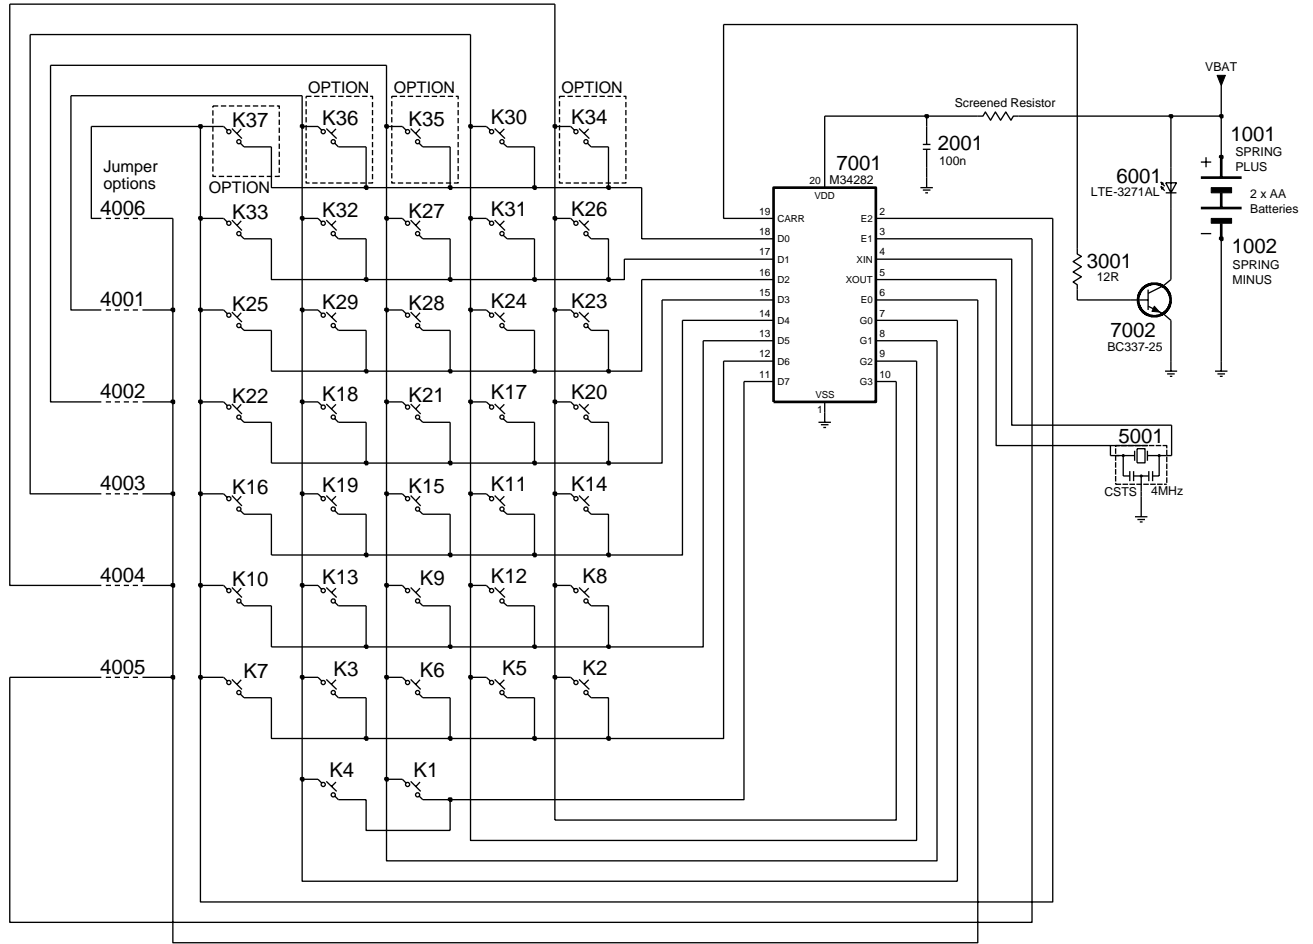 VBAT
OPTION
OPTION
OPTION
Screened Resistor
K37
K36
K35
K30
K34
1001
SPRING
PLUS
+
2001
100n
7001
M34282
20
VDD
6001
LTE-3271AL
Jumper
options
OPTION
2 x AA
Batteries
4006
K33
K32
K27
K31
K26
19
CARR
E2
2
18
D0
E1
3
–
1002
SPRING
MINUS
17
D1
XIN
4
3001
12R
16
D2
XOUT
5
4001
K25
K29
K28
K24
K23
15
D3
E0
6
14
D4
G0
7
7002
BC337-25
13
D5
G1
8
12
D6
G2
9
11
D7
G3
10
4002
K22
K18
K21
K17
K20
VSS
1
5001
CSTS
4MHz
4003
K16
K19
K15
K11
K14
4004
K10
K13
K9
K12
K8
4005
K7
K3
K6
K5
K2
K4
K1